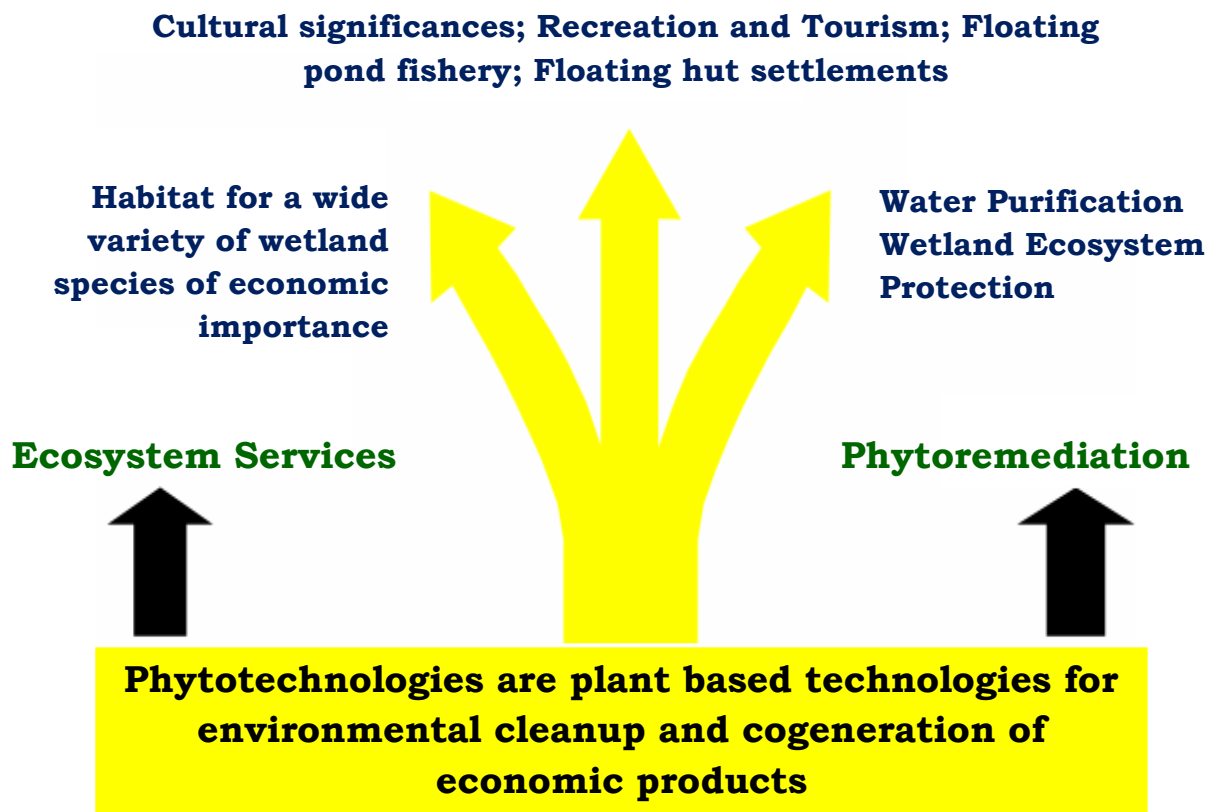 Cultural significances; Recreation and Tourism; Floating
pond fishery; Floating hut settlements
Habitat for a wide
variety of wetland
species of economic
importance
Water Purification
Wetland Ecosystem
Protection
Ecosystem Services
Phytoremediation
Phytotechnologies are plant based technologies for
environmental cleanup and cogeneration of
economic products